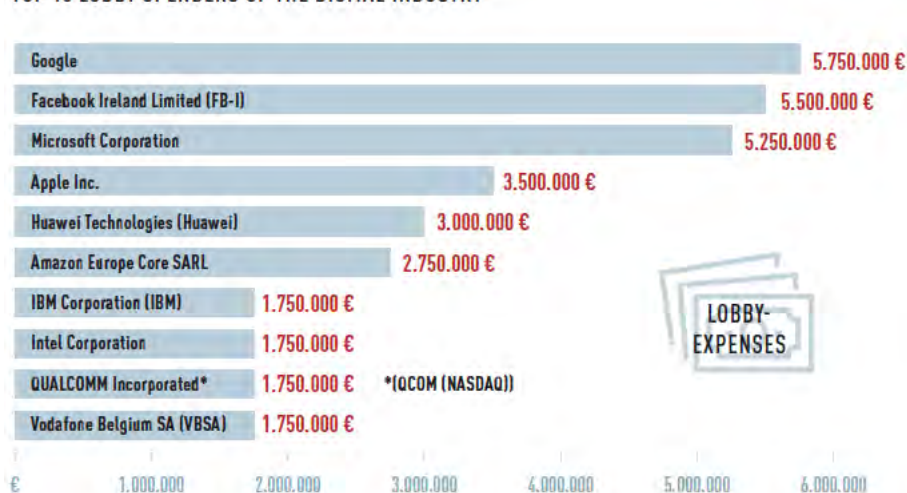 Google 5.750.000 €
Facebook Ireland Limited (FB-I) 5.500.000 €
Microsoft Corporation 5.250.000 €
Apple Inc. 3.500.000 €
Huawei Technologies (Huawei) 3.000.000 €
Amazon Europe Core SARL 2.750.000 €
IBM Corporation (IBM) 1.750.000 €
Intel Corporation 1.750.000 €
QUALCOMM Incorporated* 1.750.000 € *(QCOM (NASDAQ))
Vodafone Belgium SA (VBSA) 1.750.000 €
LOBBY-
EXPENSES
€ 1.000.000 2.000.000 3.000.000 4.000.000 5.000.000 6.000.000